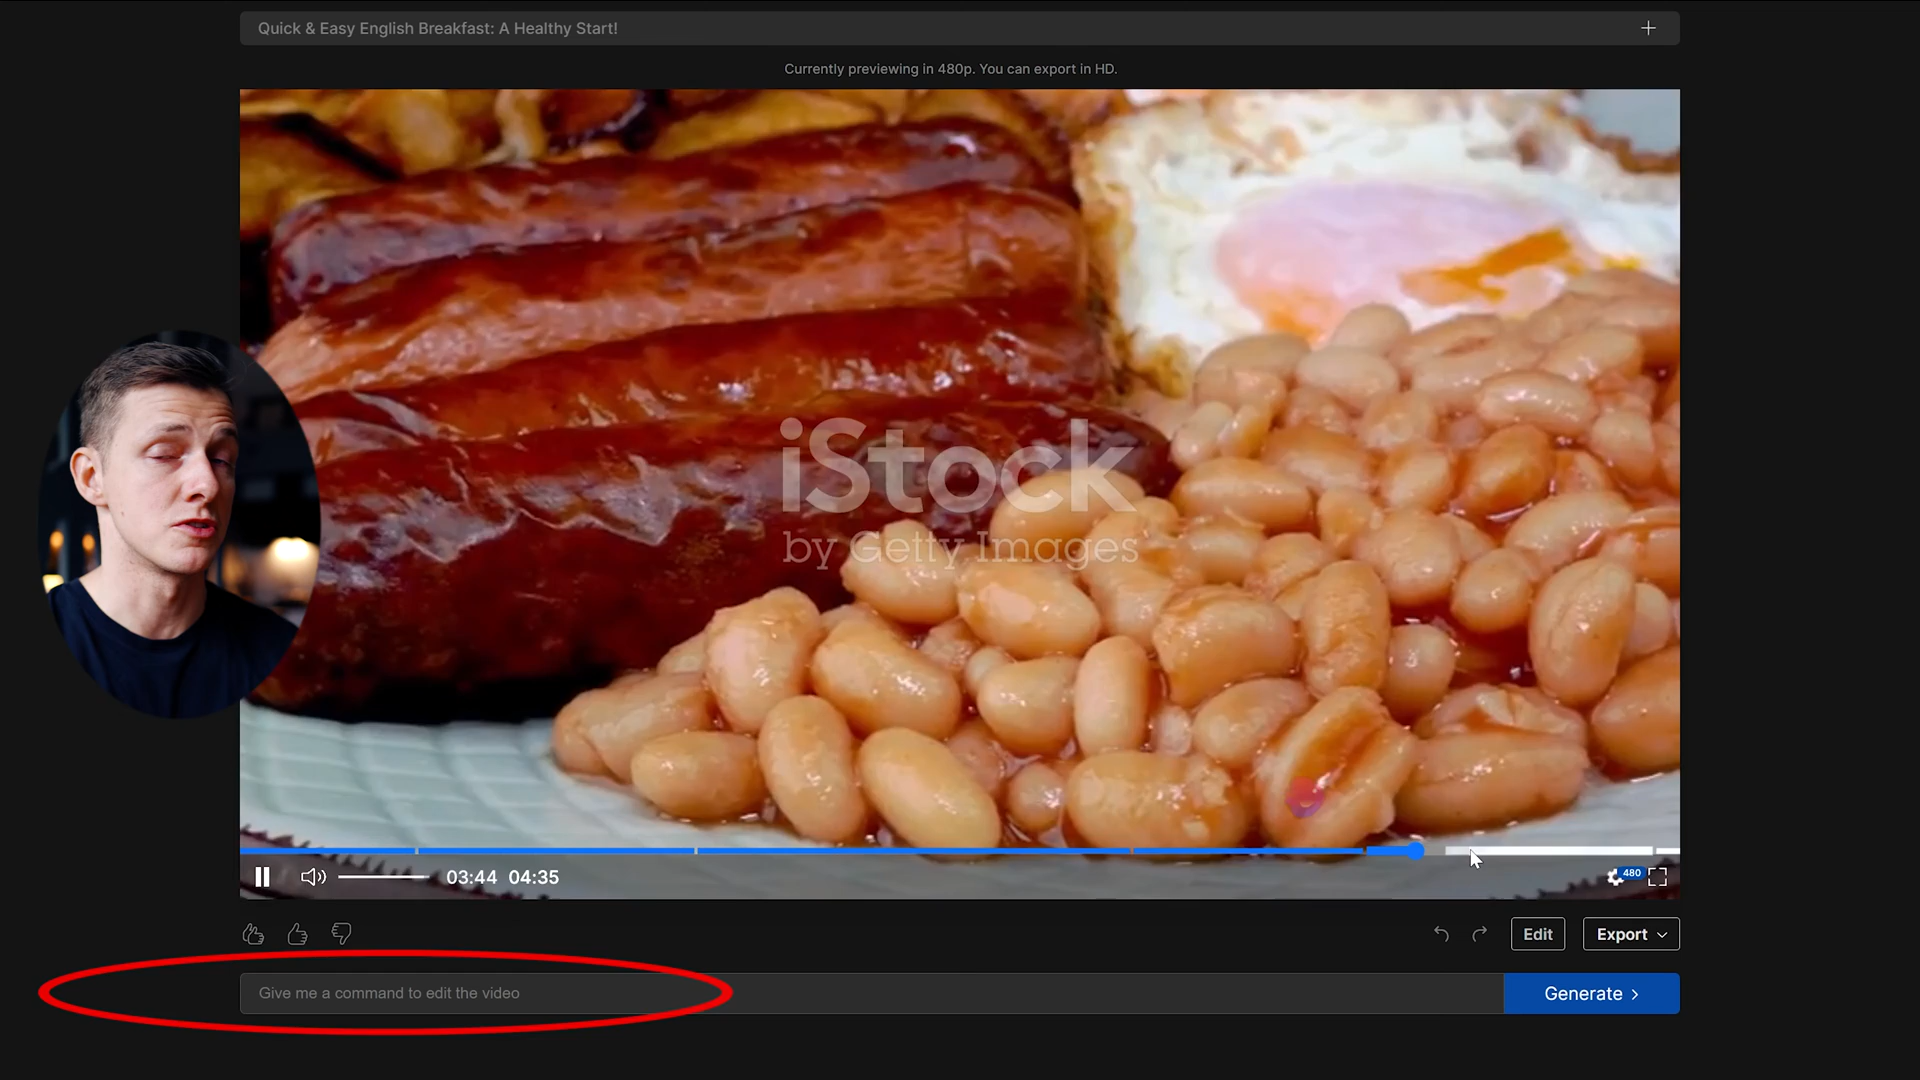 Quick & Easy English Breakfast: A Healthy Start!
Currently previewing in 480p. You can export in HD.
iStock
by Getty Images
03:44 04:35
480
Edit
Export
Give me a command to edit the video
Generate